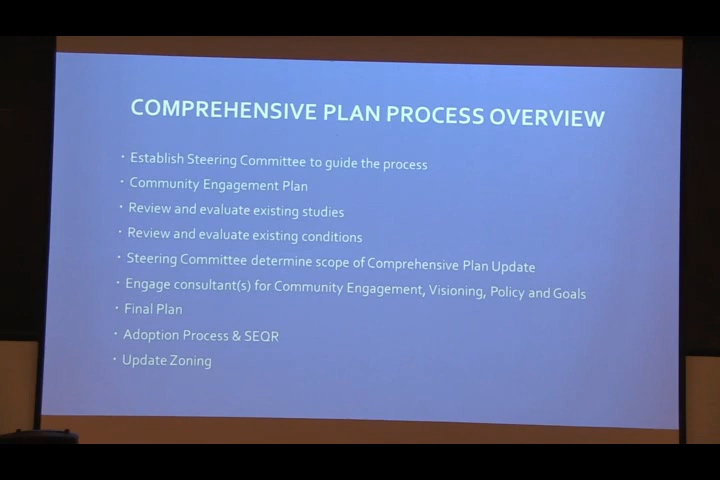 COMPREHENSIVE PLAN PROCESS OVERVIEW
· Establish Steering Committee to guide the process
· Community Engagement Plan
· Review and evaluate existing studies
· Review and evaluate existing conditions
· Steering Committee determine scope of Comprehensive Plan Update
· Engage consultant(s) for Community Engagement, Visioning, Policy and Goals
· Final Plan
· Adoption Process & SEQR
· Update Zoning